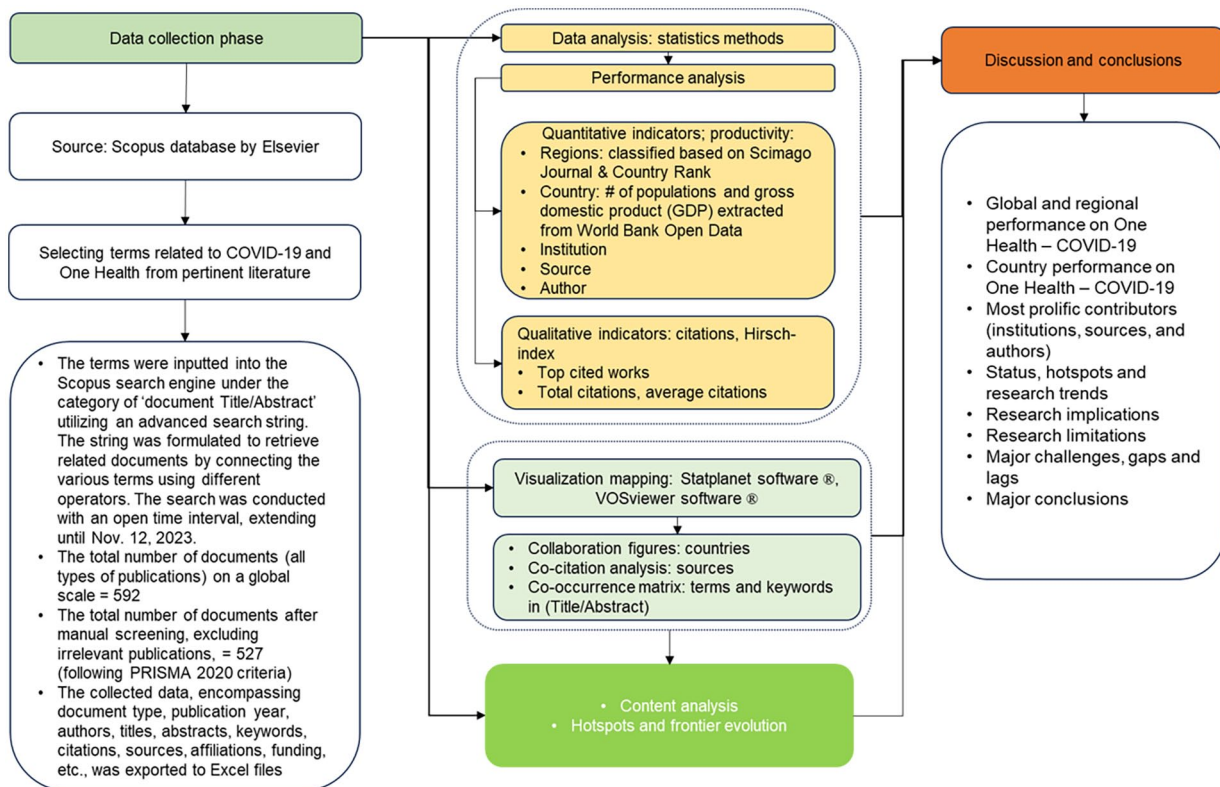 Data collection phase
Source: Scopus database by Elsevier
Selecting terms related to COVID-19 and
One Health from pertinent literature
• The terms were inputted into the
Scopus search engine under the
category of ‘document Title/Abstract’
utilizing an advanced search string.
The string was formulated to retrieve
related documents by connecting the
various terms using different
operators. The search was conducted
with an open time interval, extending
until Nov. 12, 2023.
• The total number of documents (all
types of publications) on a global
scale = 592
• The total number of documents after
manual screening, excluding
irrelevant publications, = 527
(following PRISMA 2020 criteria)
• The collected data, encompassing
document type, publication year,
authors, titles, abstracts, keywords,
citations, sources, affiliations, funding,
etc., was exported to Excel files
Data analysis: statistics methods
Performance analysis
Quantitative indicators; productivity:
• Regions: classified based on Scimago
Journal & Country Rank
• Country: # of populations and gross
domestic product (GDP) extracted
from World Bank Open Data
• Institution
• Source
• Author
Qualitative indicators: citations, Hirsch-
index
• Top cited works
• Total citations, average citations
Visualization mapping: Statplanet software ®,
VOSviewer software ®
• Collaboration figures: countries
• Co-citation analysis: sources
• Co-occurrence matrix: terms and keywords
in (Title/Abstract)
• Content analysis
• Hotspots and frontier evolution
Discussion and conclusions
• Global and regional
performance on One
Health – COVID-19
• Country performance on
One Health – COVID-19
• Most prolific contributors
(institutions, sources, and
authors)
• Status, hotspots and
research trends
• Research implications
• Research limitations
• Major challenges, gaps and
lags
• Major conclusions